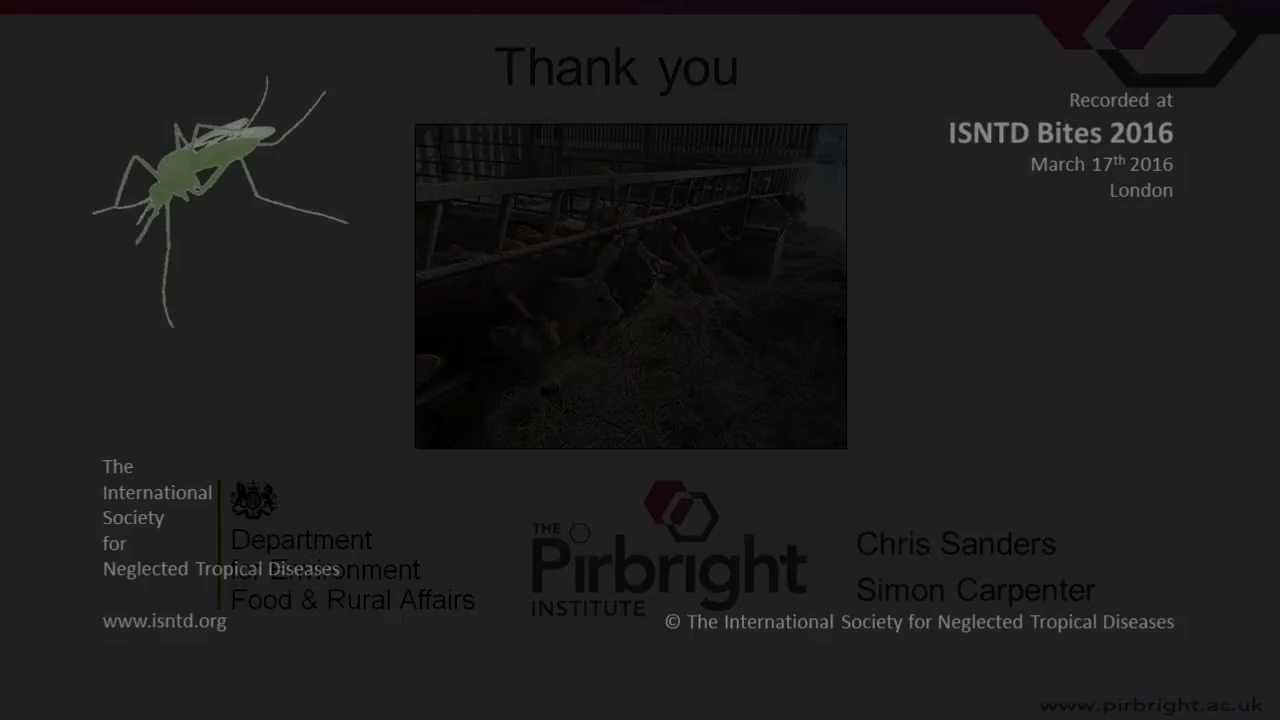 Thank you
Recorded at
ISNTD Bites 2016
March 17th 2016
London
The
International
Society
for
Neglected Tropical Diseases
www.isntd.org
Department
for Environment
Food & Rural Affairs
THE
Pirbright
INSTITUTE
Chris Sanders
Simon Carpenter
© The International Society for Neglected Tropical Diseases
www.pirbright.ac.uk